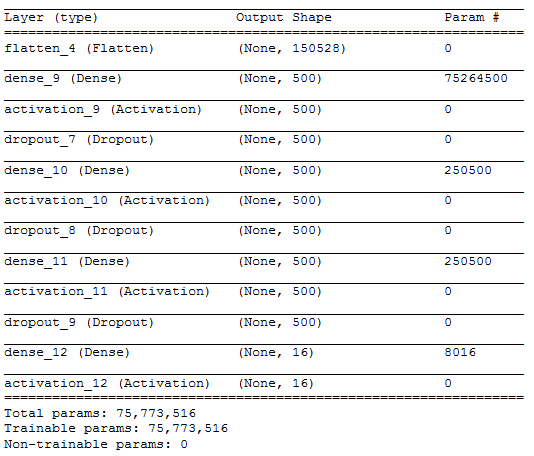 Layer (type) Output Shape Param #
flatten_4 (Flatten) (None, 150528) 0
dense_9 (Dense) (None, 500) 75264500
activation_9 (Activation) (None, 500) 0
dropout_7 (Dropout) (None, 500) 0
dense_10 (Dense) (None, 500) 250500
activation_10 (Activation) (None, 500) 0
dropout_8 (Dropout) (None, 500) 0
dense_11 (Dense) (None, 500) 250500
activation_11 (Activation) (None, 500) 0
dropout_9 (Dropout) (None, 500) 0
dense_12 (Dense) (None, 16) 8016
activation_12 (Activation) (None, 16) 0
Total params: 75,773,516
Trainable params: 75,773,516
Non-trainable params: 0